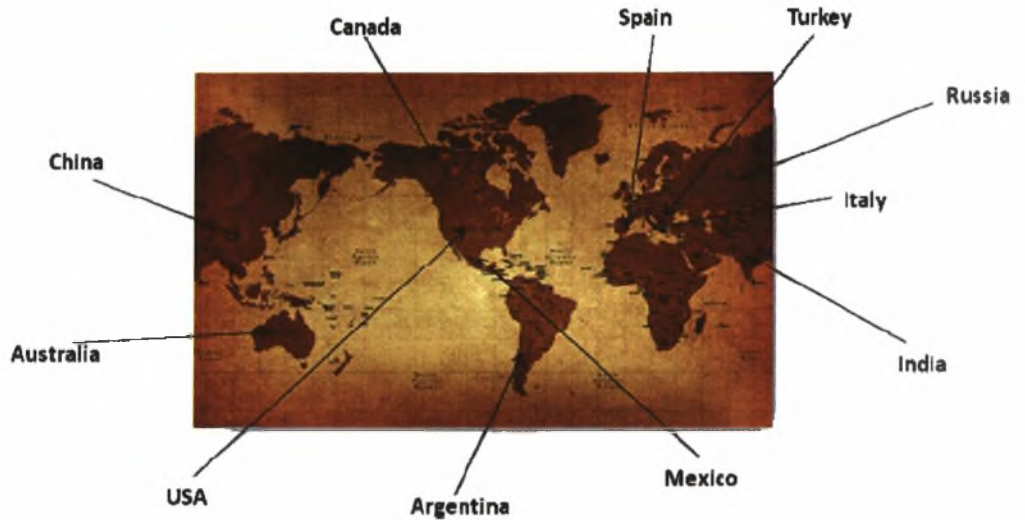 Canada
Spain
Turkey
Russia
China
Italy
Australia
India
USA
Argentina
Mexico